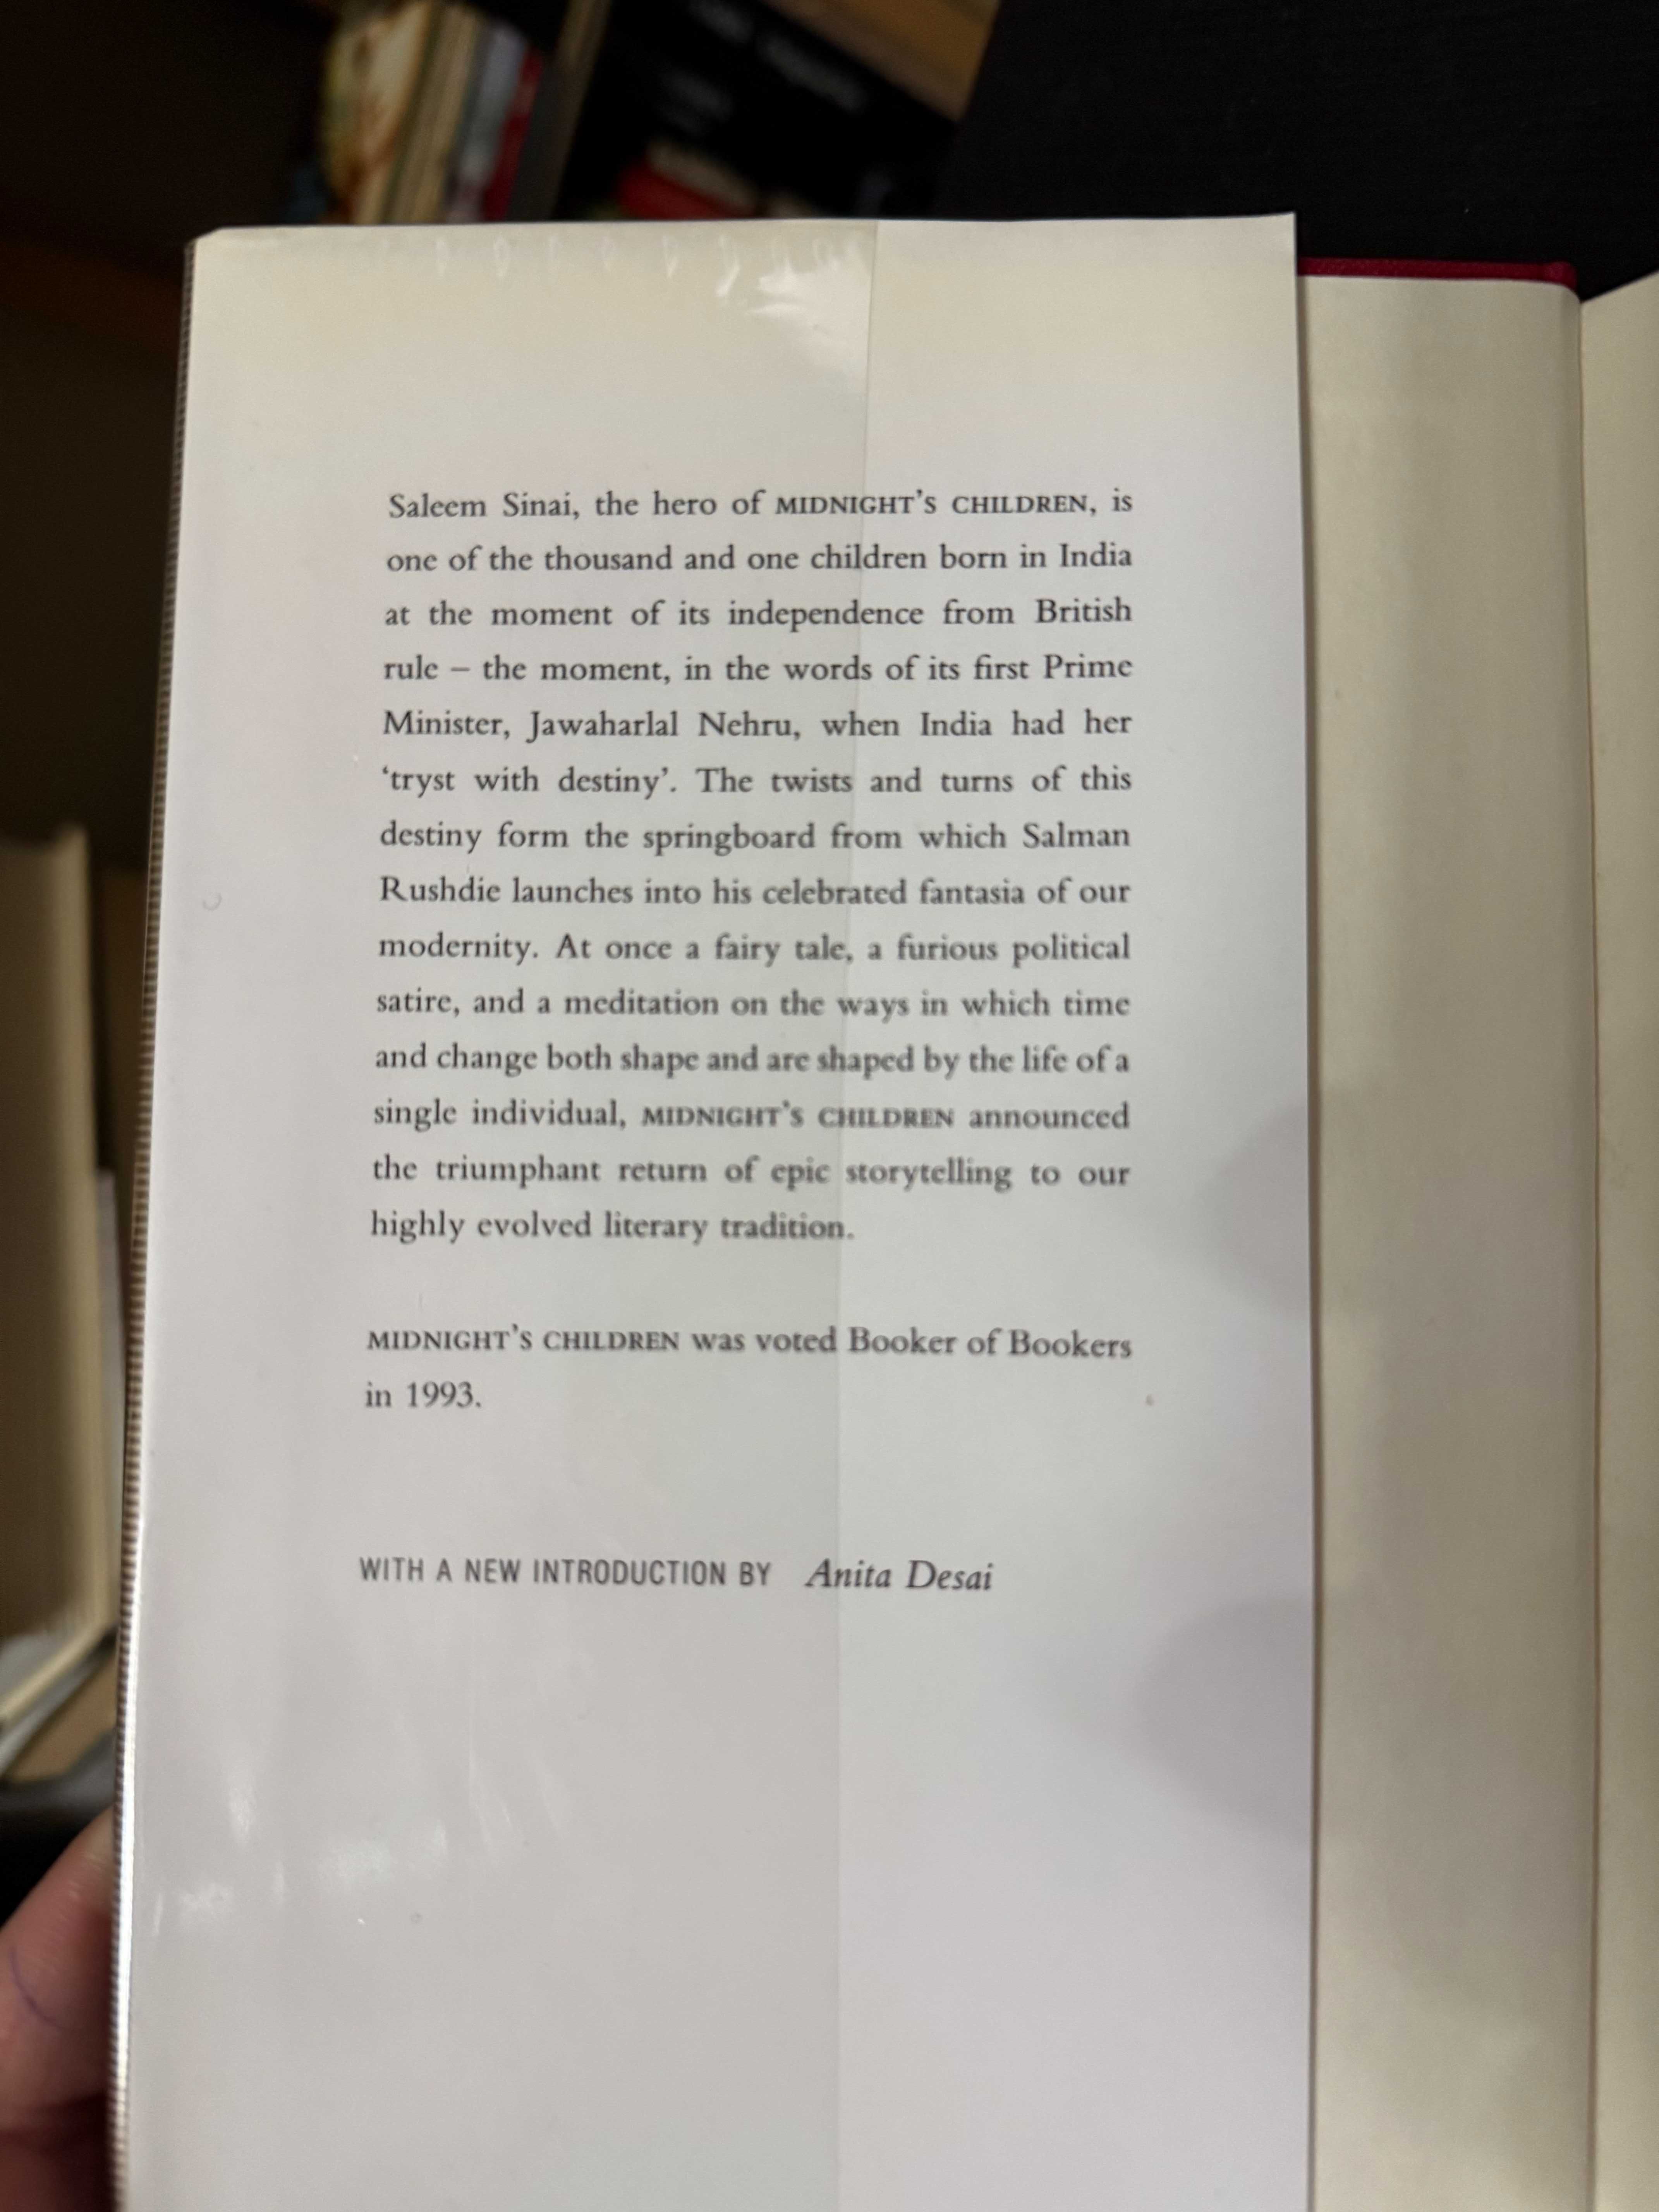 Saleem Sinai, the hero of MIDNIGHT'S CHILDREN, is
one of the thousand and one children born in India
at the moment of its independence from British
rule – the moment, in the words of its first Prime
Minister, Jawaharlal Nehru, when India had her
‘tryst with destiny’. The twists and turns of this
destiny form the springboard from which Salman
Rushdie launches into his celebrated fantasia of our
modernity. At once a fairy tale, a furious political
satire, and a meditation on the ways in which time
and change both shape and are shaped by the life of a
single individual, MIDNIGHT'S CHILDREN announced
the triumphant return of epic storytelling to our
highly evolved literary tradition.
MIDNIGHT'S CHILDREN was voted Booker of Bookers
in 1993.
WITH A NEW INTRODUCTION BY Anita Desai